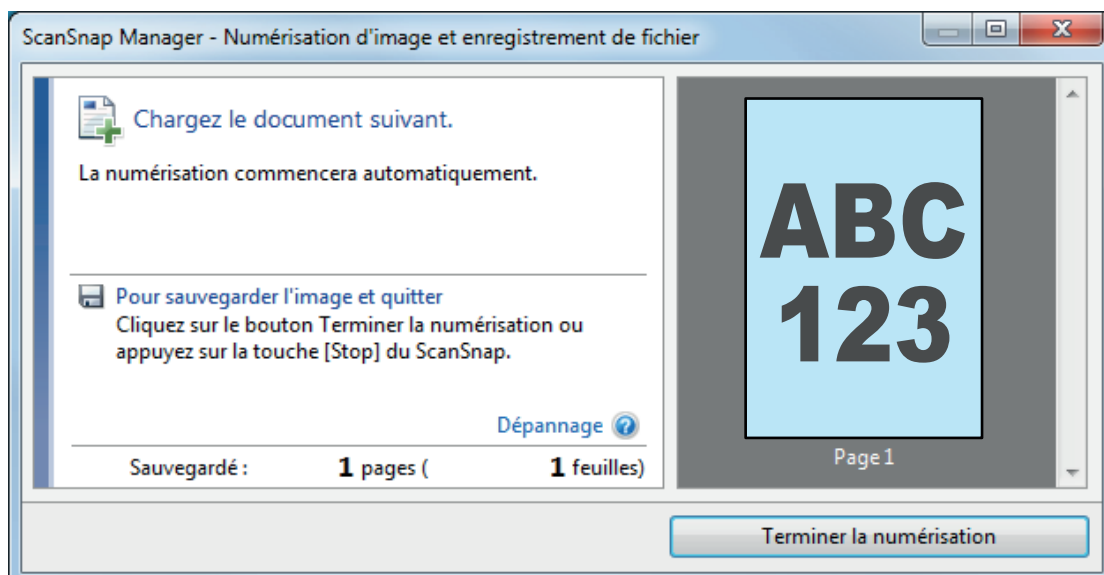 ScanSnap Manager - Numérisation d'image et enregistrement de fichier
Chargez le document suivant.
La numérisation commencera automatiquement.
Pour sauvegarder l'image et quitter
Cliquez sur le bouton Terminer la numérisation ou
appuyez sur la touche [Stop] du ScanSnap.
Dépannage
Sauvegardé : 1 pages ( 1 feuilles)
ABC
123
Page 1
Terminer la numérisation